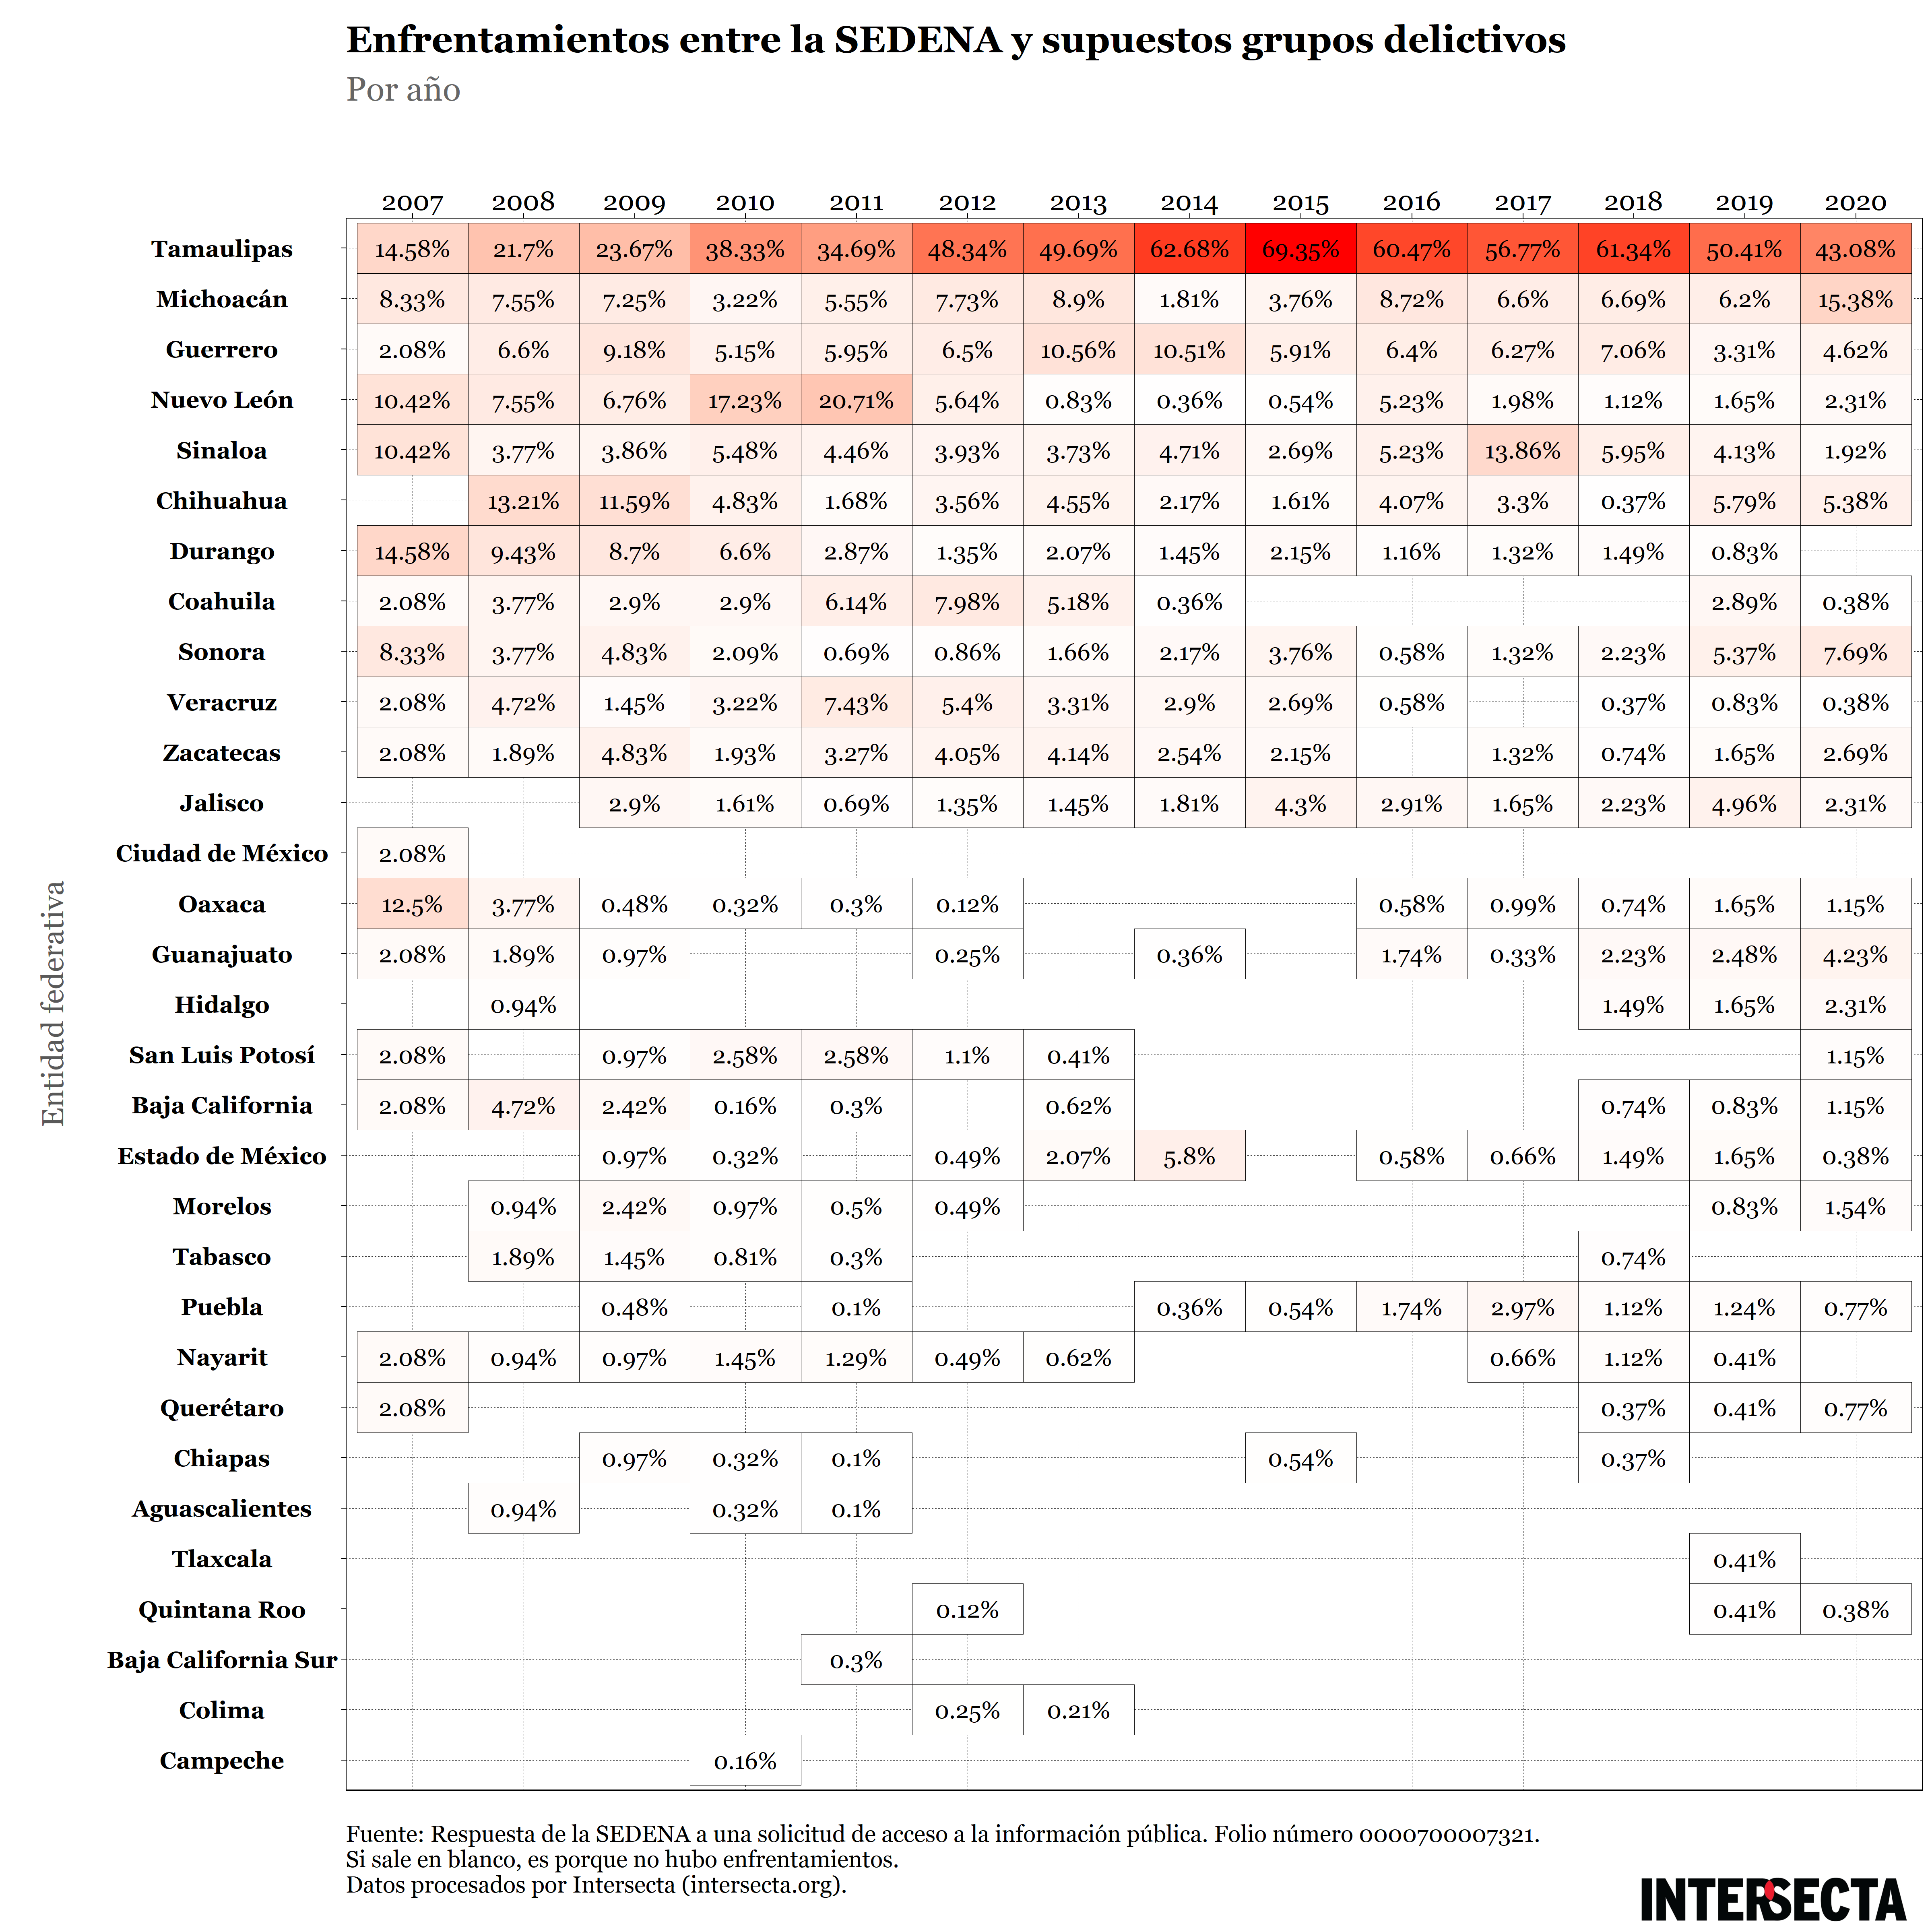 Enfrentamientos entre la SEDENA y supuestos grupos delictivos
Por año
2007 2008 2009 2010 2011 2012 2013 2014 2015 2016 2017 2018 2019 2020
Tamaulipas 14.58% 21.7% 23.67% 38.33% 34.69% 48.34% 49.69% 62.68% 69.35% 60.47% 56.77% 61.34% 50.41% 43.08%
Michoacán 8.33% 7.55% 7.25% 3.22% 5.55% 7.73% 8.9% 1.81% 3.76% 8.72% 6.6% 6.69% 6.2% 15.38%
Guerrero 2.08% 6.6% 9.18% 5.15% 5.95% 6.5% 10.56% 10.51% 5.91% 6.4% 6.27% 7.06% 3.31% 4.62%
Nuevo León 10.42% 7.55% 6.76% 17.23% 20.71% 5.64% 0.83% 0.36% 0.54% 5.23% 1.98% 1.12% 1.65% 2.31%
Sinaloa 10.42% 3.77% 3.86% 5.48% 4.46% 3.93% 3.73% 4.71% 2.69% 5.23% 13.86% 5.95% 4.13% 1.92%
Chihuahua 13.21% 11.59% 4.83% 1.68% 3.56% 4.55% 2.17% 1.61% 4.07% 3.3% 0.37% 5.79% 5.38%
Durango 14.58% 9.43% 8.7% 6.6% 2.87% 1.35% 2.07% 1.45% 2.15% 1.16% 1.32% 1.49% 0.83%
Coahuila 2.08% 3.77% 2.9% 2.9% 6.14% 7.98% 5.18% 0.36% 2.89% 0.38%
Sonora 8.33% 3.77% 4.83% 2.09% 0.69% 0.86% 1.66% 2.17% 3.76% 0.58% 1.32% 2.23% 5.37% 7.69%
Veracruz 2.08% 4.72% 1.45% 3.22% 7.43% 5.4% 3.31% 2.9% 2.69% 0.58% 0.37% 0.83% 0.38%
Zacatecas 2.08% 1.89% 4.83% 1.93% 3.27% 4.05% 4.14% 2.54% 2.15% 1.32% 0.74% 1.65% 2.69%
Jalisco 2.9% 1.61% 0.69% 1.35% 1.45% 1.81% 4.3% 2.91% 1.65% 2.23% 4.96% 2.31%
Ciudad de México 2.08%
Oaxaca 12.5% 3.77% 0.48% 0.32% 0.3% 0.12% 0.58% 0.99% 0.74% 1.65% 1.15%
Guanajuato 2.08% 1.89% 0.97% 0.25% 0.36% 1.74% 0.33% 2.23% 2.48% 4.23%
Hidalgo 0.94% 1.49% 1.65% 2.31%
San Luis Potosí 2.08% 0.97% 2.58% 2.58% 1.1% 0.41% 1.15%
Baja California 2.08% 4.72% 2.42% 0.16% 0.3% 0.62% 0.74% 0.83% 1.15%
Estado de México 0.97% 0.32% 0.49% 2.07% 5.8% 0.58% 0.66% 1.49% 1.65% 0.38%
Morelos 0.94% 2.42% 0.97% 0.5% 0.49% 0.83% 1.54%
Tabasco 1.89% 1.45% 0.81% 0.3% 0.74%
Puebla 0.48% 0.1% 0.36% 0.54% 1.74% 2.97% 1.12% 1.24% 0.77%
Nayarit 2.08% 0.94% 0.97% 1.45% 1.29% 0.49% 0.62% 0.66% 1.12% 0.41%
Querétaro 2.08% 0.37% 0.41% 0.77%
Chiapas 0.97% 0.32% 0.1% 0.54% 0.37%
Aguascalientes 0.94% 0.32% 0.1%
Tlaxcala 0.41%
Quintana Roo 0.12% 0.41% 0.38%
Baja California Sur 0.3%
Colima 0.25% 0.21%
Campeche 0.16%
Entidad federativa
Fuente: Respuesta de la SEDENA a una solicitud de acceso a la información pública. Folio número 0000700007321.
Si sale en blanco, es porque no hubo enfrentamientos.
Datos procesados por Intersecta (intersecta.org).
INTERSECTA